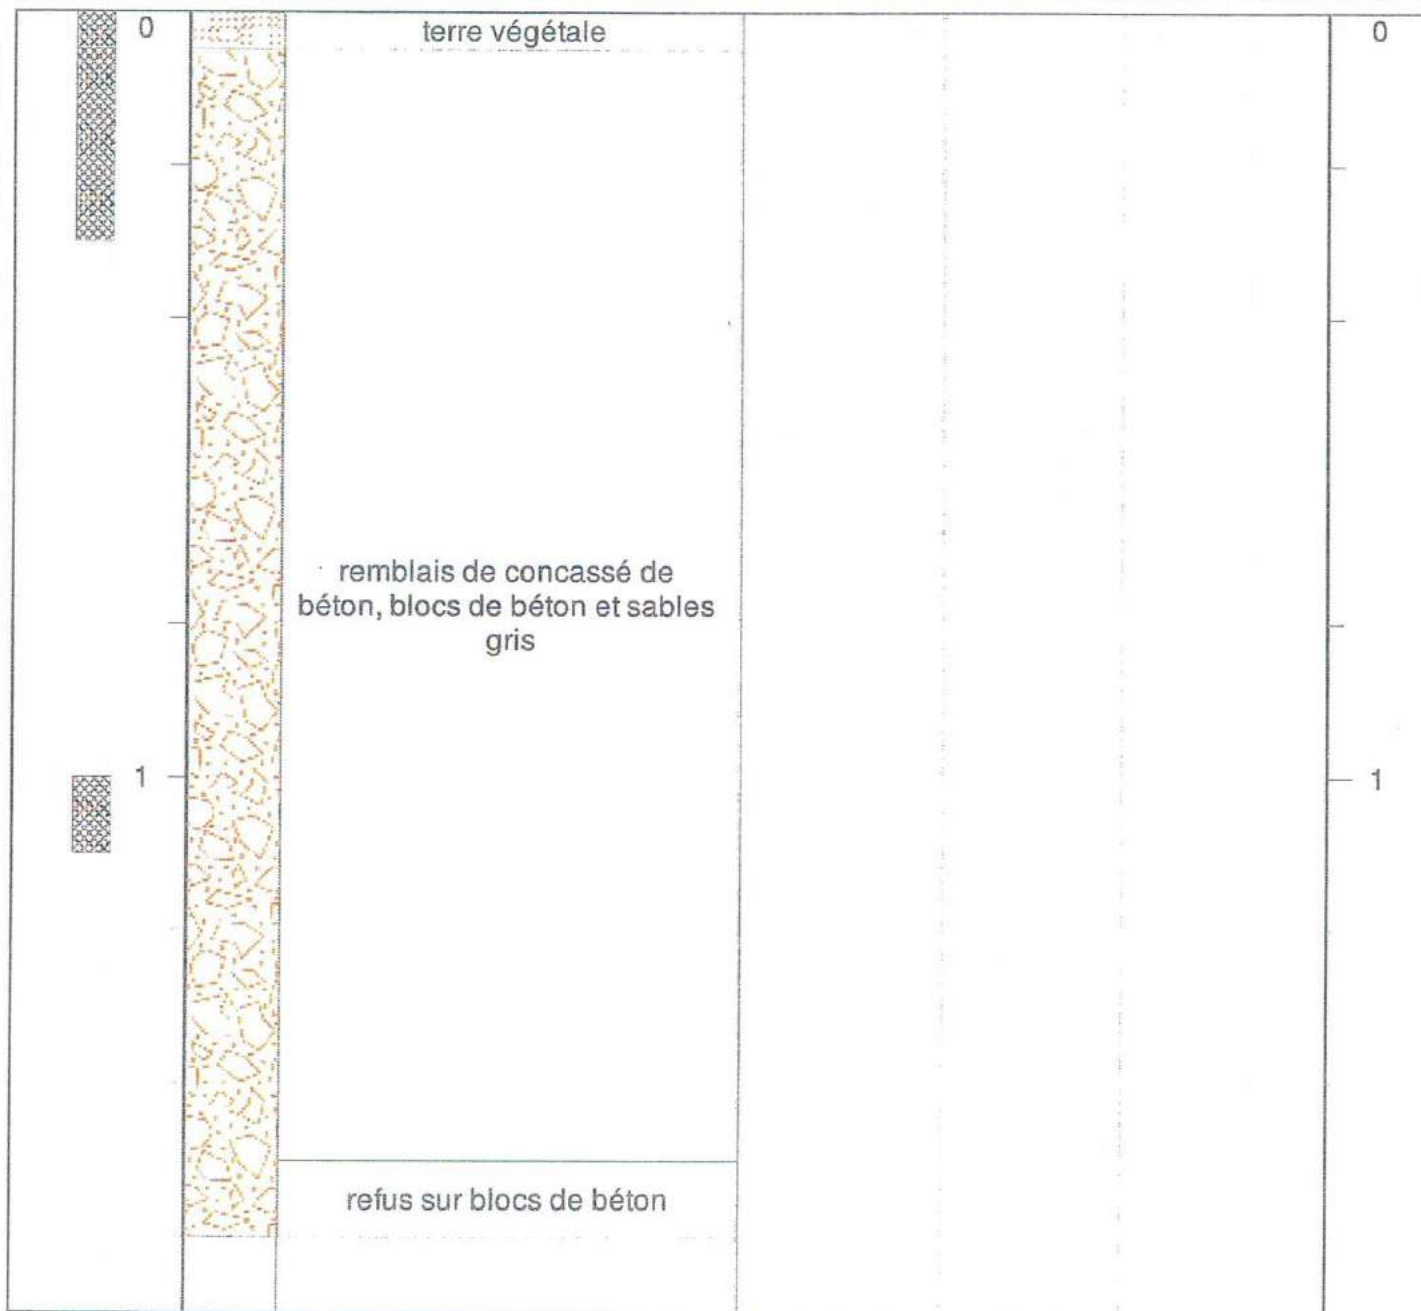 0 terre végétale 0
remblais de concassé de
béton, blocs de béton et sables
gris
1 1
refus sur blocs de béton